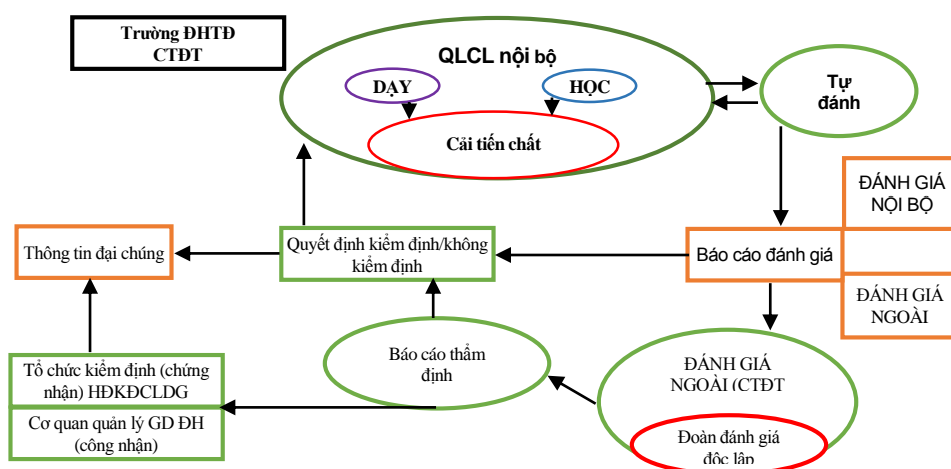 Trường ĐHTĐ
CTĐT
QLCL nội bộ
DẠY
HỌC
Cải tiến chất
Tự
đánh
ĐÁNH GIÁ
NỘI BỘ
Thông tin đại chúng
Quyết định kiểm định/không
kiểm định
Báo cáo đánh giá
ĐÁNH GIÁ
NGOÀI
Báo cáo thẩm
định
ĐÁNH GIÁ
NGOÀI (CTĐT
Đoàn đánh giá
độc lập
Tổ chức kiểm định (chứng
nhận) HĐKĐCLDG
Cơ quan quản lý GD ĐH
(công nhận)